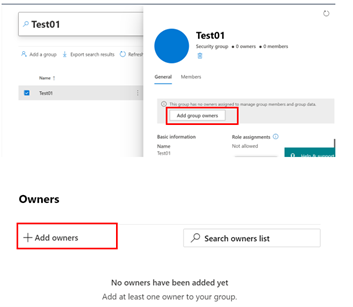 Test01
Add a group
Export search results
Refresh
Name ↑
Test01
Test01
Security group ● 0 owners ● 0 members
General Members
This group has no owners assigned to manage group members and group data.
Add group owners
Basic information
Role assignments
Name
Not allowed
Test01
Help & support
Owners
+ Add owners
Search owners list
No owners have been added yet
Add at least one owner to your group.